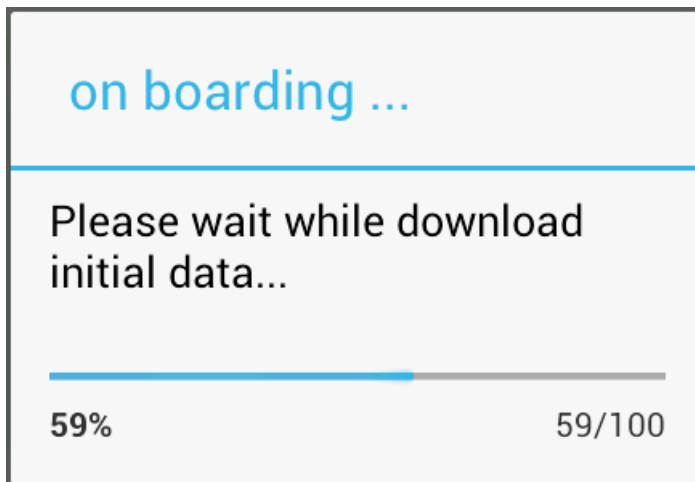 on boarding ...
Please wait while download
initial data...
59%
59/100